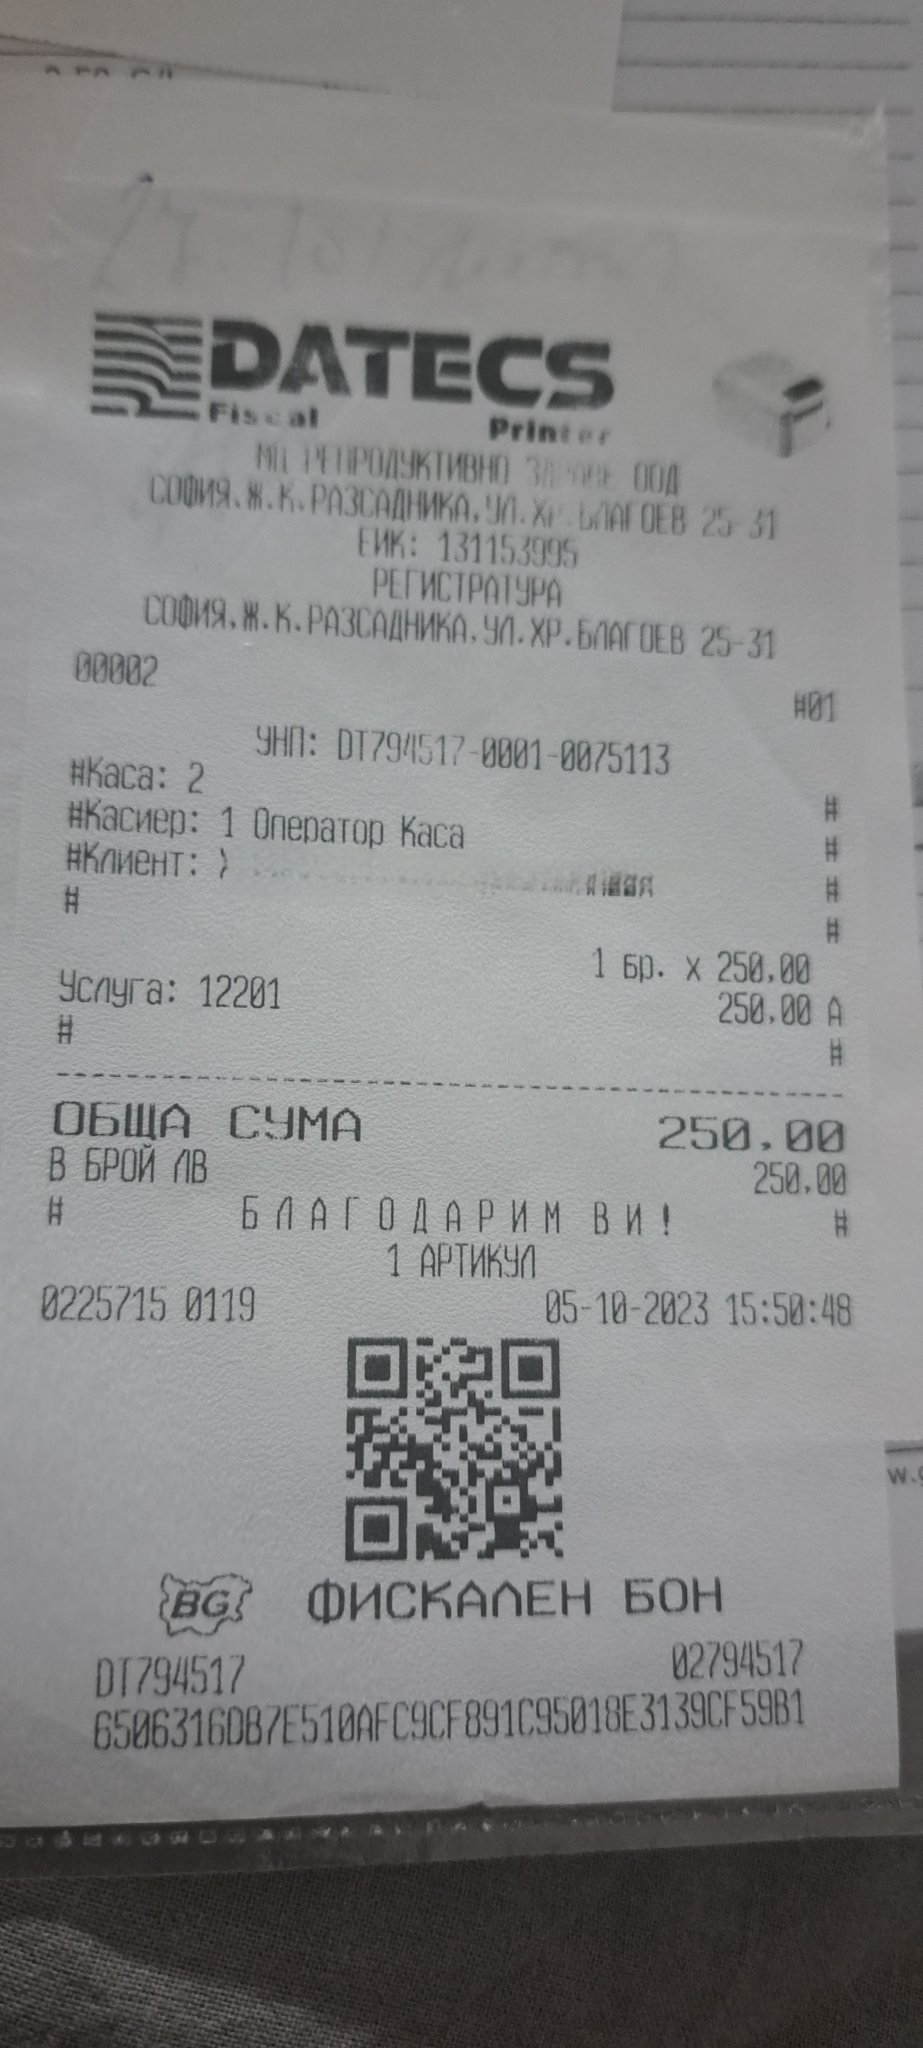 DATECS
Fiscal Printer
МЦ РЕПРОДУКТИВНО ЗДРАВЕ ООД
СОФИЯ.Ж.К.РАЗСАДНИКА,УЛ.ХР.БЛАГОЕВ 25-31
ЕИК: 131153995
РЕГИСТРАТУРА
СОФИЯ.Ж.К.РАЗСАДНИКА,УЛ.ХР.БЛАГОЕВ 25-31
00002 #01
УНП: DT794517-0001-0075113
#Каса: 2 #
#Касиер: 1 Оператор Каса #
#Клиент: #
# #
1 бр. x 250.00
Услуга: 12201 250.00 А
# #
ОБЩА СУМА 250.00
В БРОЙ ЛВ 250.00
# БЛАГОДАРИМ ВИ! #
1 АРТИКУЛ
0225715 0119 05-10-2023 15:50:48
BG ФИСКАЛЕН БОН
DT794517 02794517
6506316DB7E510AFC9CF891C95018E3139CF59B1